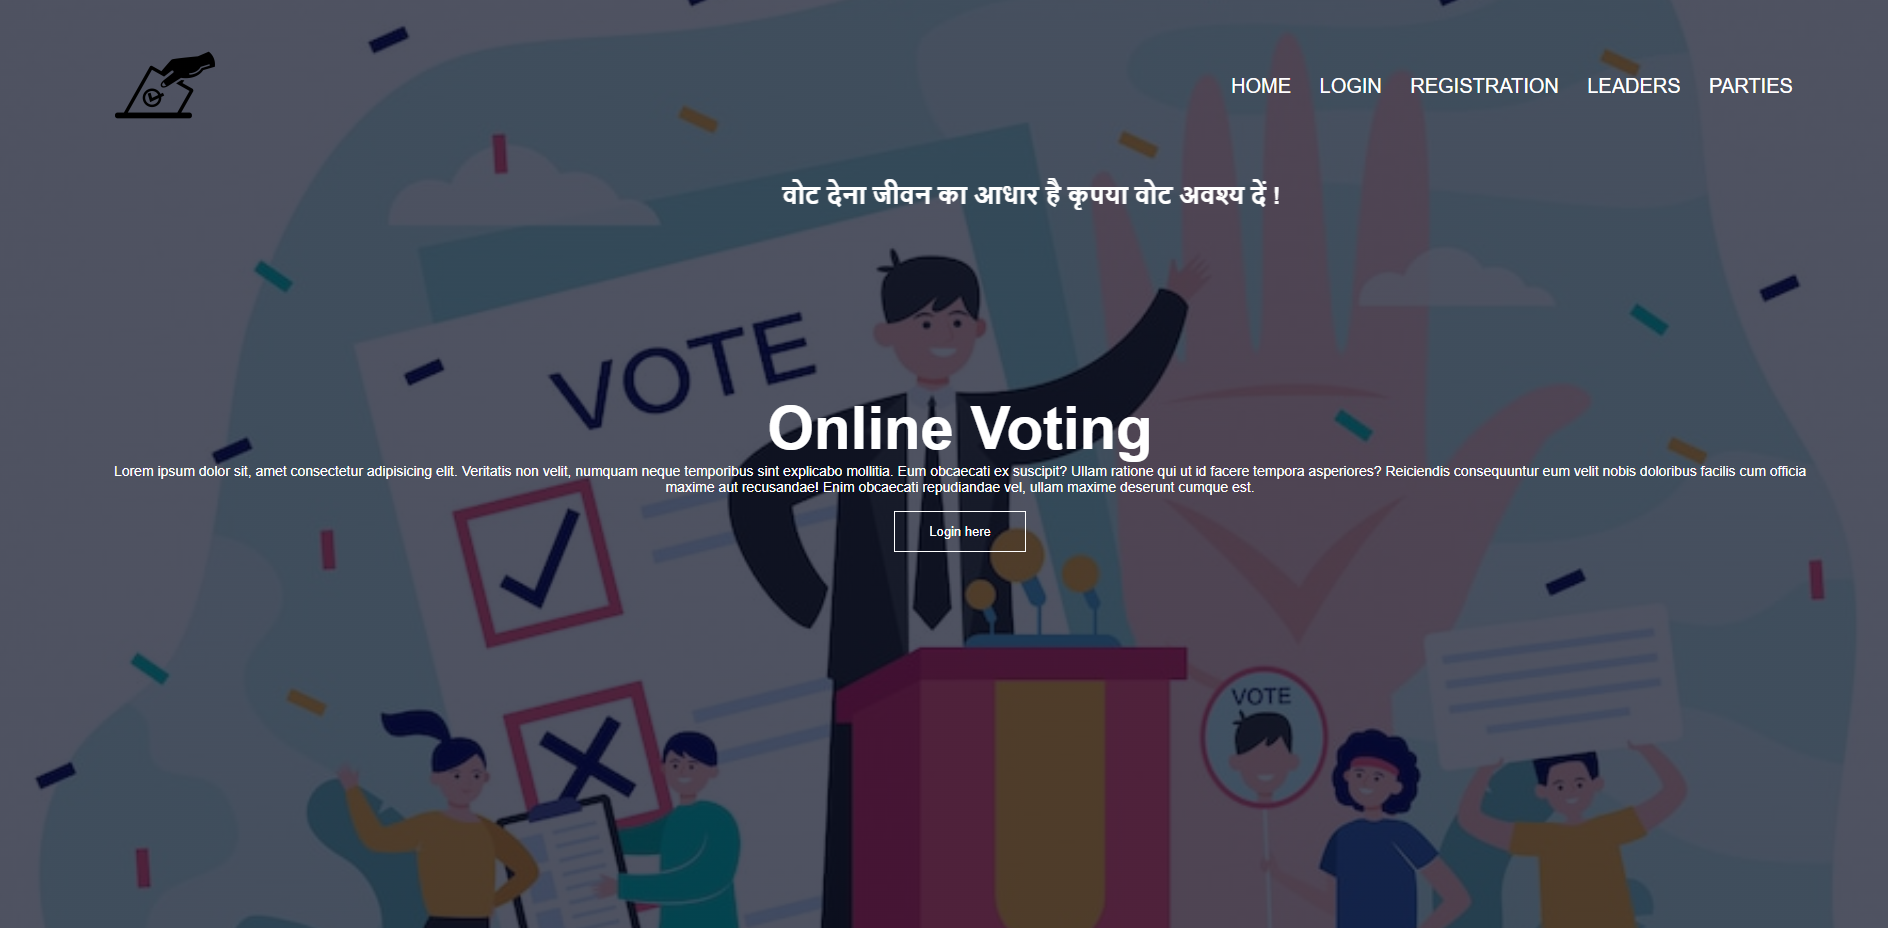 HOME LOGIN REGISTRATION LEADERS PARTIES
वोट देना जीवन का आधार है कृपया वोट अवश्य दें !
VOTE
Online Voting
Lorem ipsum dolor sit, amet consectetur adipisicing elit. Veritatis non velit, numquam neque temporibus sint explicabo mollitia. Eum obcaecati ex suscipit? Ullam ratione qui ut id facere tempora asperiores? Reiciendis consequuntur eum velit nobis doloribus facilis cum officia
maxime aut recusandae! Enim obcaecati repudiandae vel, ullam maxime deserunt cumque est.
Login here
VOTE